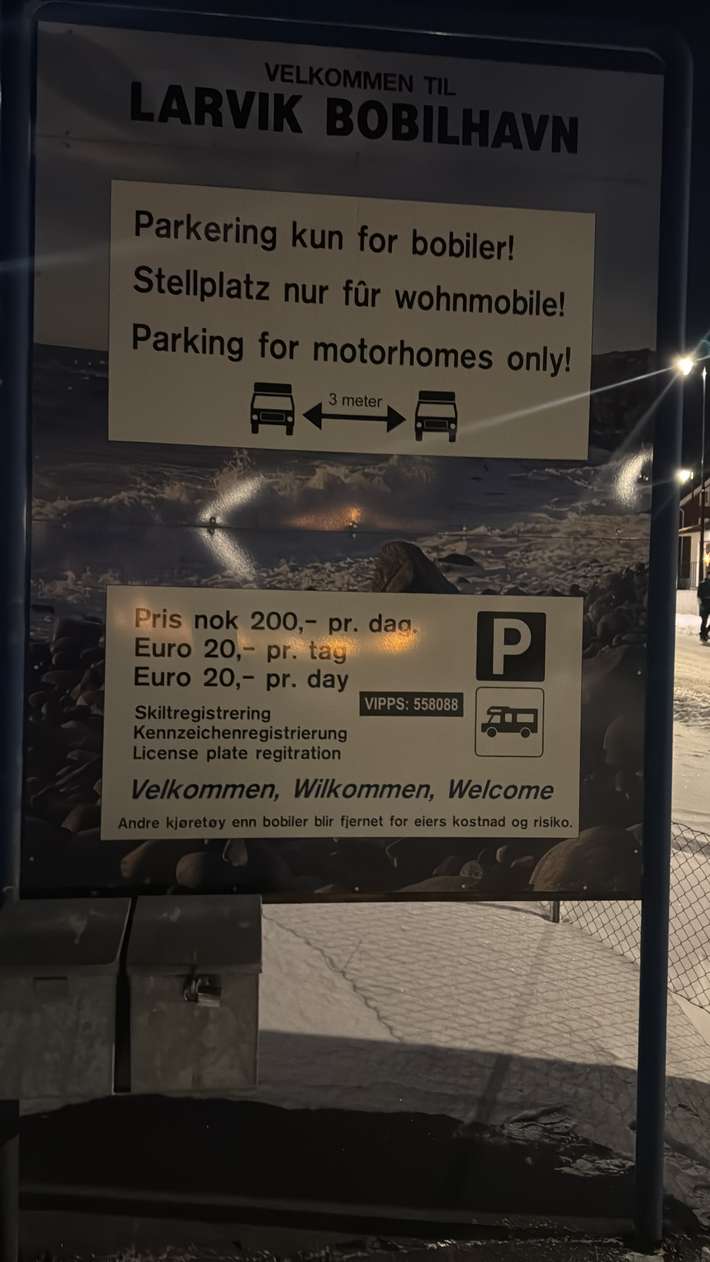 VELKOMMEN TIL
LARVIK BOBILHAVN
Parkering kun for bobiler!
Stellplatz nur fûr wohnmobile!
Parking for motorhomes only!
3 meter
Pris nok 200,- pr. dag.
Euro 20,- pr. tag
Euro 20,- pr. day
P
VIPPS: 558088
Skiltregistrering
Kennzeichenregistrierung
License plate regitration
Velkommen, Wilkommen, Welcome
Andre kjøretøy enn bobiler blir fjernet for eiers kostnad og risiko.